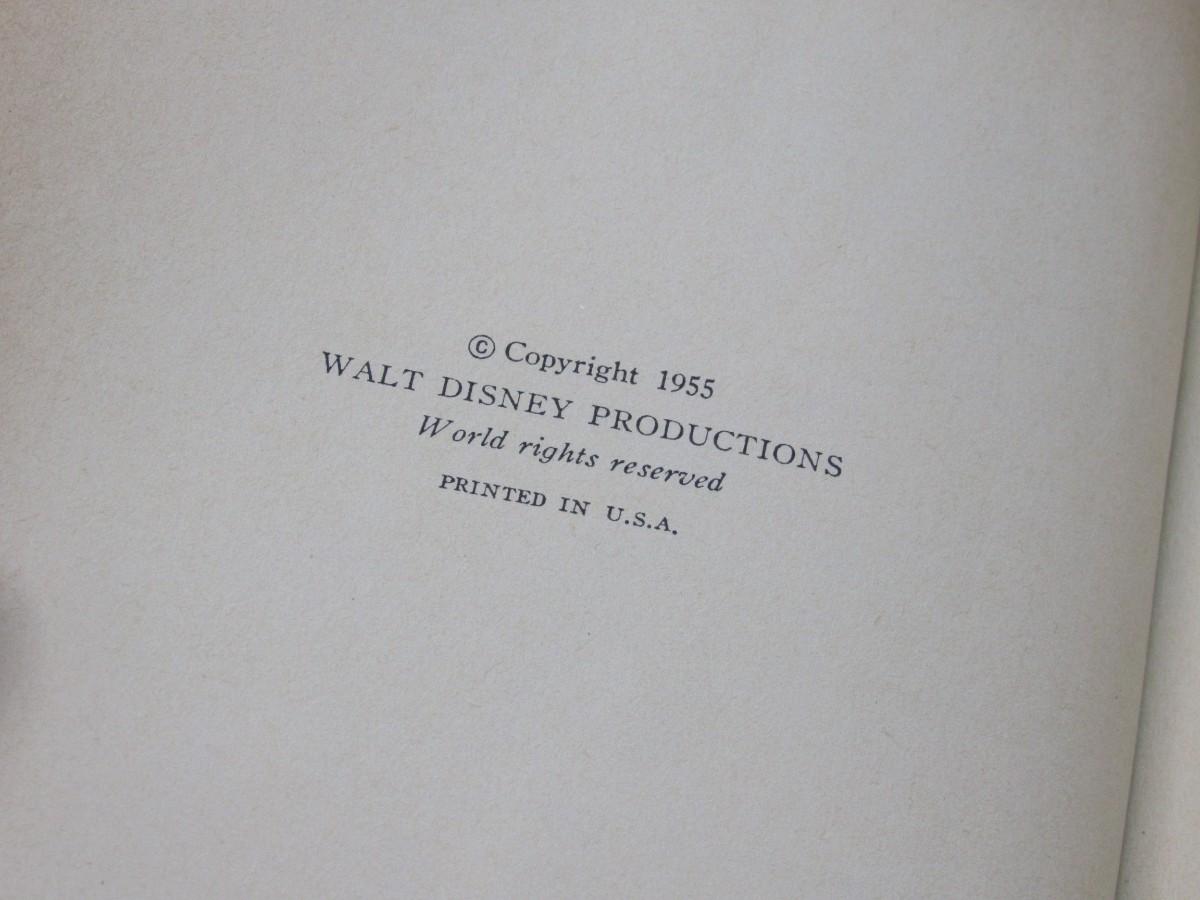 © Copyright 1955
WALT DISNEY PRODUCTIONS
World rights reserved
PRINTED IN U.S.A.